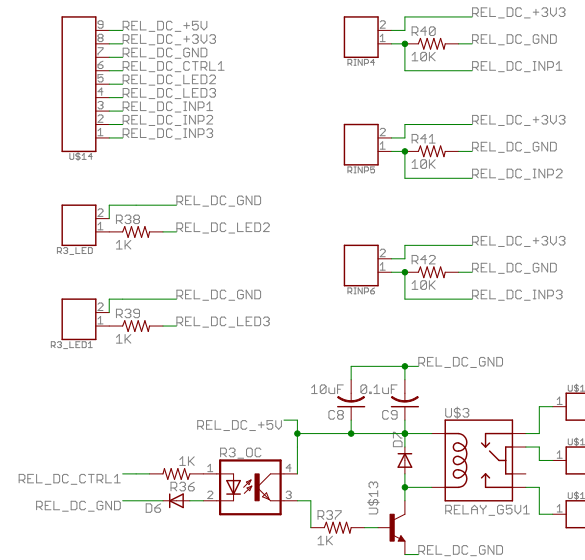 9 REL_DC_+5V
8 REL_DC_+3V3
7 REL_DC_GND
6 REL_DC_CTRL1
5 REL_DC_LED2
4 REL_DC_LED3
3 REL_DC_INP1
2 REL_DC_INP2
1 REL_DC_INP3
U$14
REL_DC_+3V3
2
R40
1
REL_DC_GND
10K
RINP4
REL_DC_INP1
REL_DC_+3V3
2
R41
1
REL_DC_GND
10K
RINP5
REL_DC_INP2
REL_DC_+3V3
2
R42
1
REL_DC_GND
10K
RINP6
REL_DC_INP3
REL_DC_GND
2
R38
1
REL_DC_LED2
1K
R3_LED
REL_DC_GND
2
R39
1
REL_DC_LED3
1K
R3_LED1
REL_DC_GND
10uF
0.1uF
C8
C9
REL_DC_+5V
U$3
D7
R3_OC
1K
1
4
REL_DC_CTRL1
R36
REL_DC_GND
2
3
D6
R37
1K
U$13
RELAY_G5V1
REL_DC_GND
U$1
1
U$1
1
U$1
1